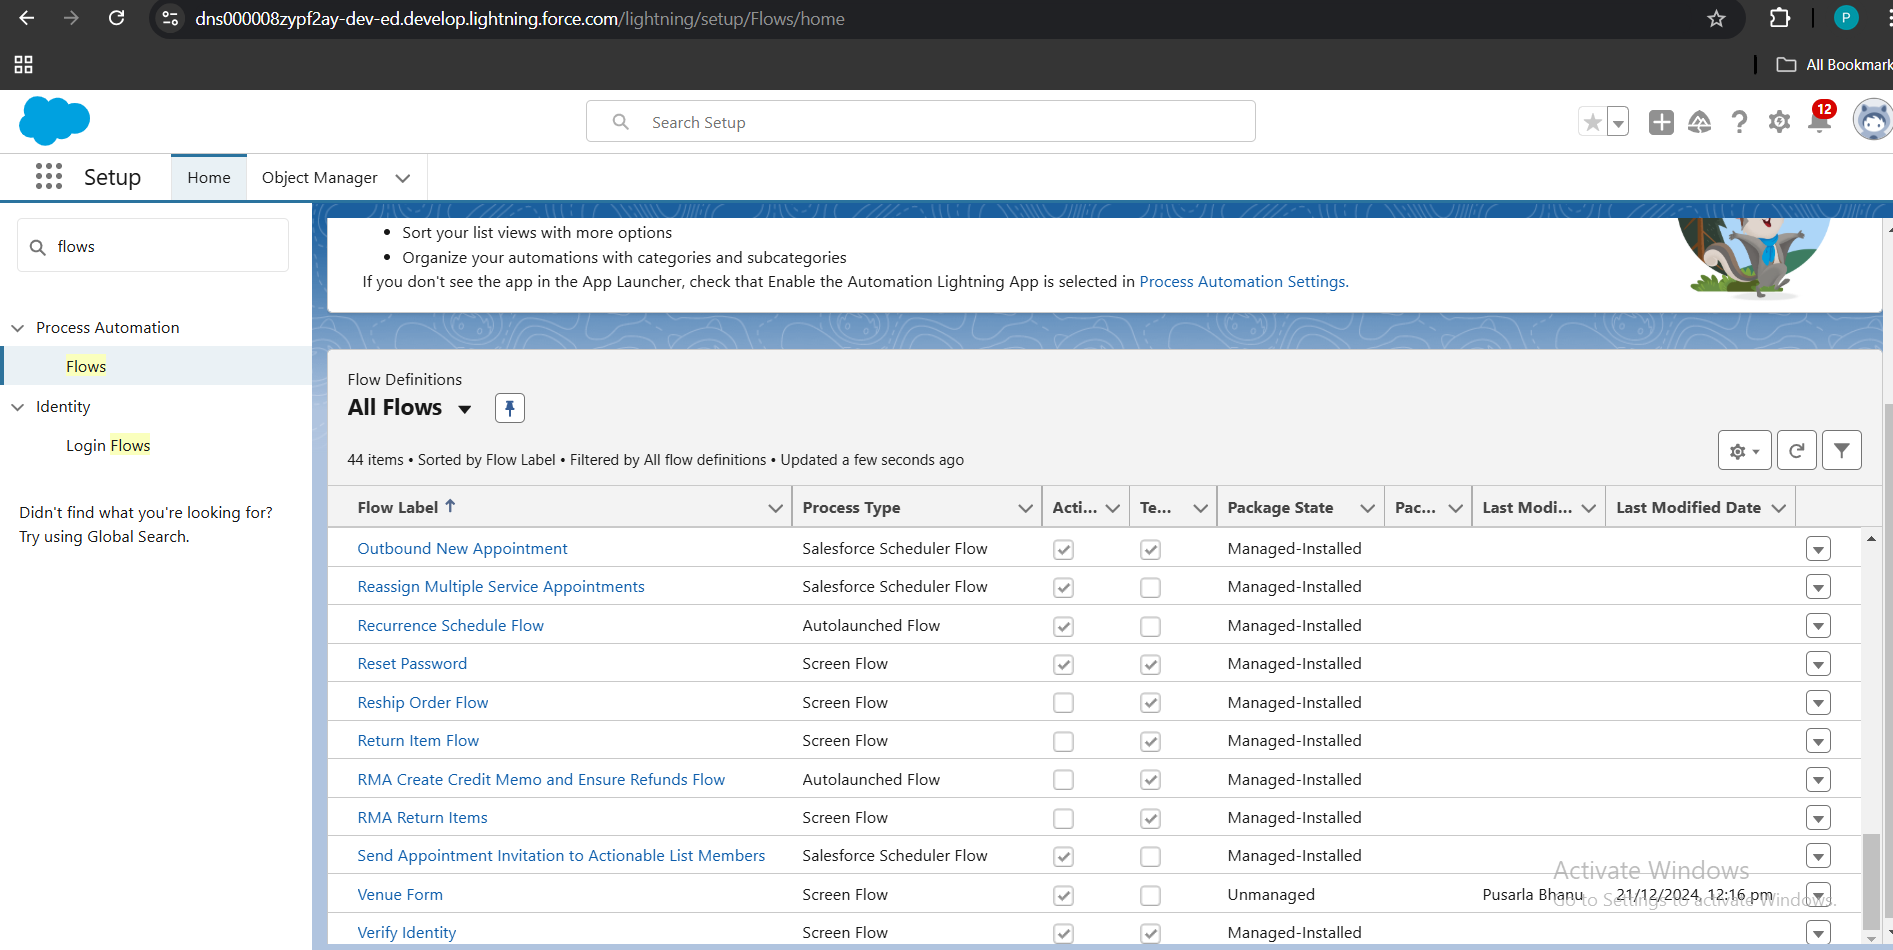 dns000008zypf2ay-dev-ed.develop.lightning.force.com/lightning/setup/Flows/home
P
All Bookmark
Search Setup
12
Setup
Home
Object Manager
flows
Process Automation
Flows
Identity
Login Flows
Didn't find what you're looking for?
Try using Global Search.
Sort your list views with more options
Organize your automations with categories and subcategories
If you don't see the app in the App Launcher, check that Enable the Automation Lightning App is selected in Process Automation Settings.
Flow Definitions
All Flows
44 items • Sorted by Flow Label • Filtered by All flow definitions • Updated a few seconds ago
Flow Label Process Type Acti... Te... Package State Pac... Last Modi... Last Modified Date
Outbound New Appointment Salesforce Scheduler Flow Managed-Installed
Reassign Multiple Service Appointments Salesforce Scheduler Flow Managed-Installed
Recurrence Schedule Flow Autolaunched Flow Managed-Installed
Reset Password Screen Flow Managed-Installed
Reship Order Flow Screen Flow Managed-Installed
Return Item Flow Screen Flow Managed-Installed
RMA Create Credit Memo and Ensure Refunds Flow Autolaunched Flow Managed-Installed
RMA Return Items Screen Flow Managed-Installed
Send Appointment Invitation to Actionable List Members Salesforce Scheduler Flow Managed-Installed
Venue Form Screen Flow Unmanaged Pusarla Bhanu 21/12/2024, 12:16 pm
Verify Identity Screen Flow Managed-Installed
Activate Windows
Go to Settings to activate Windows.